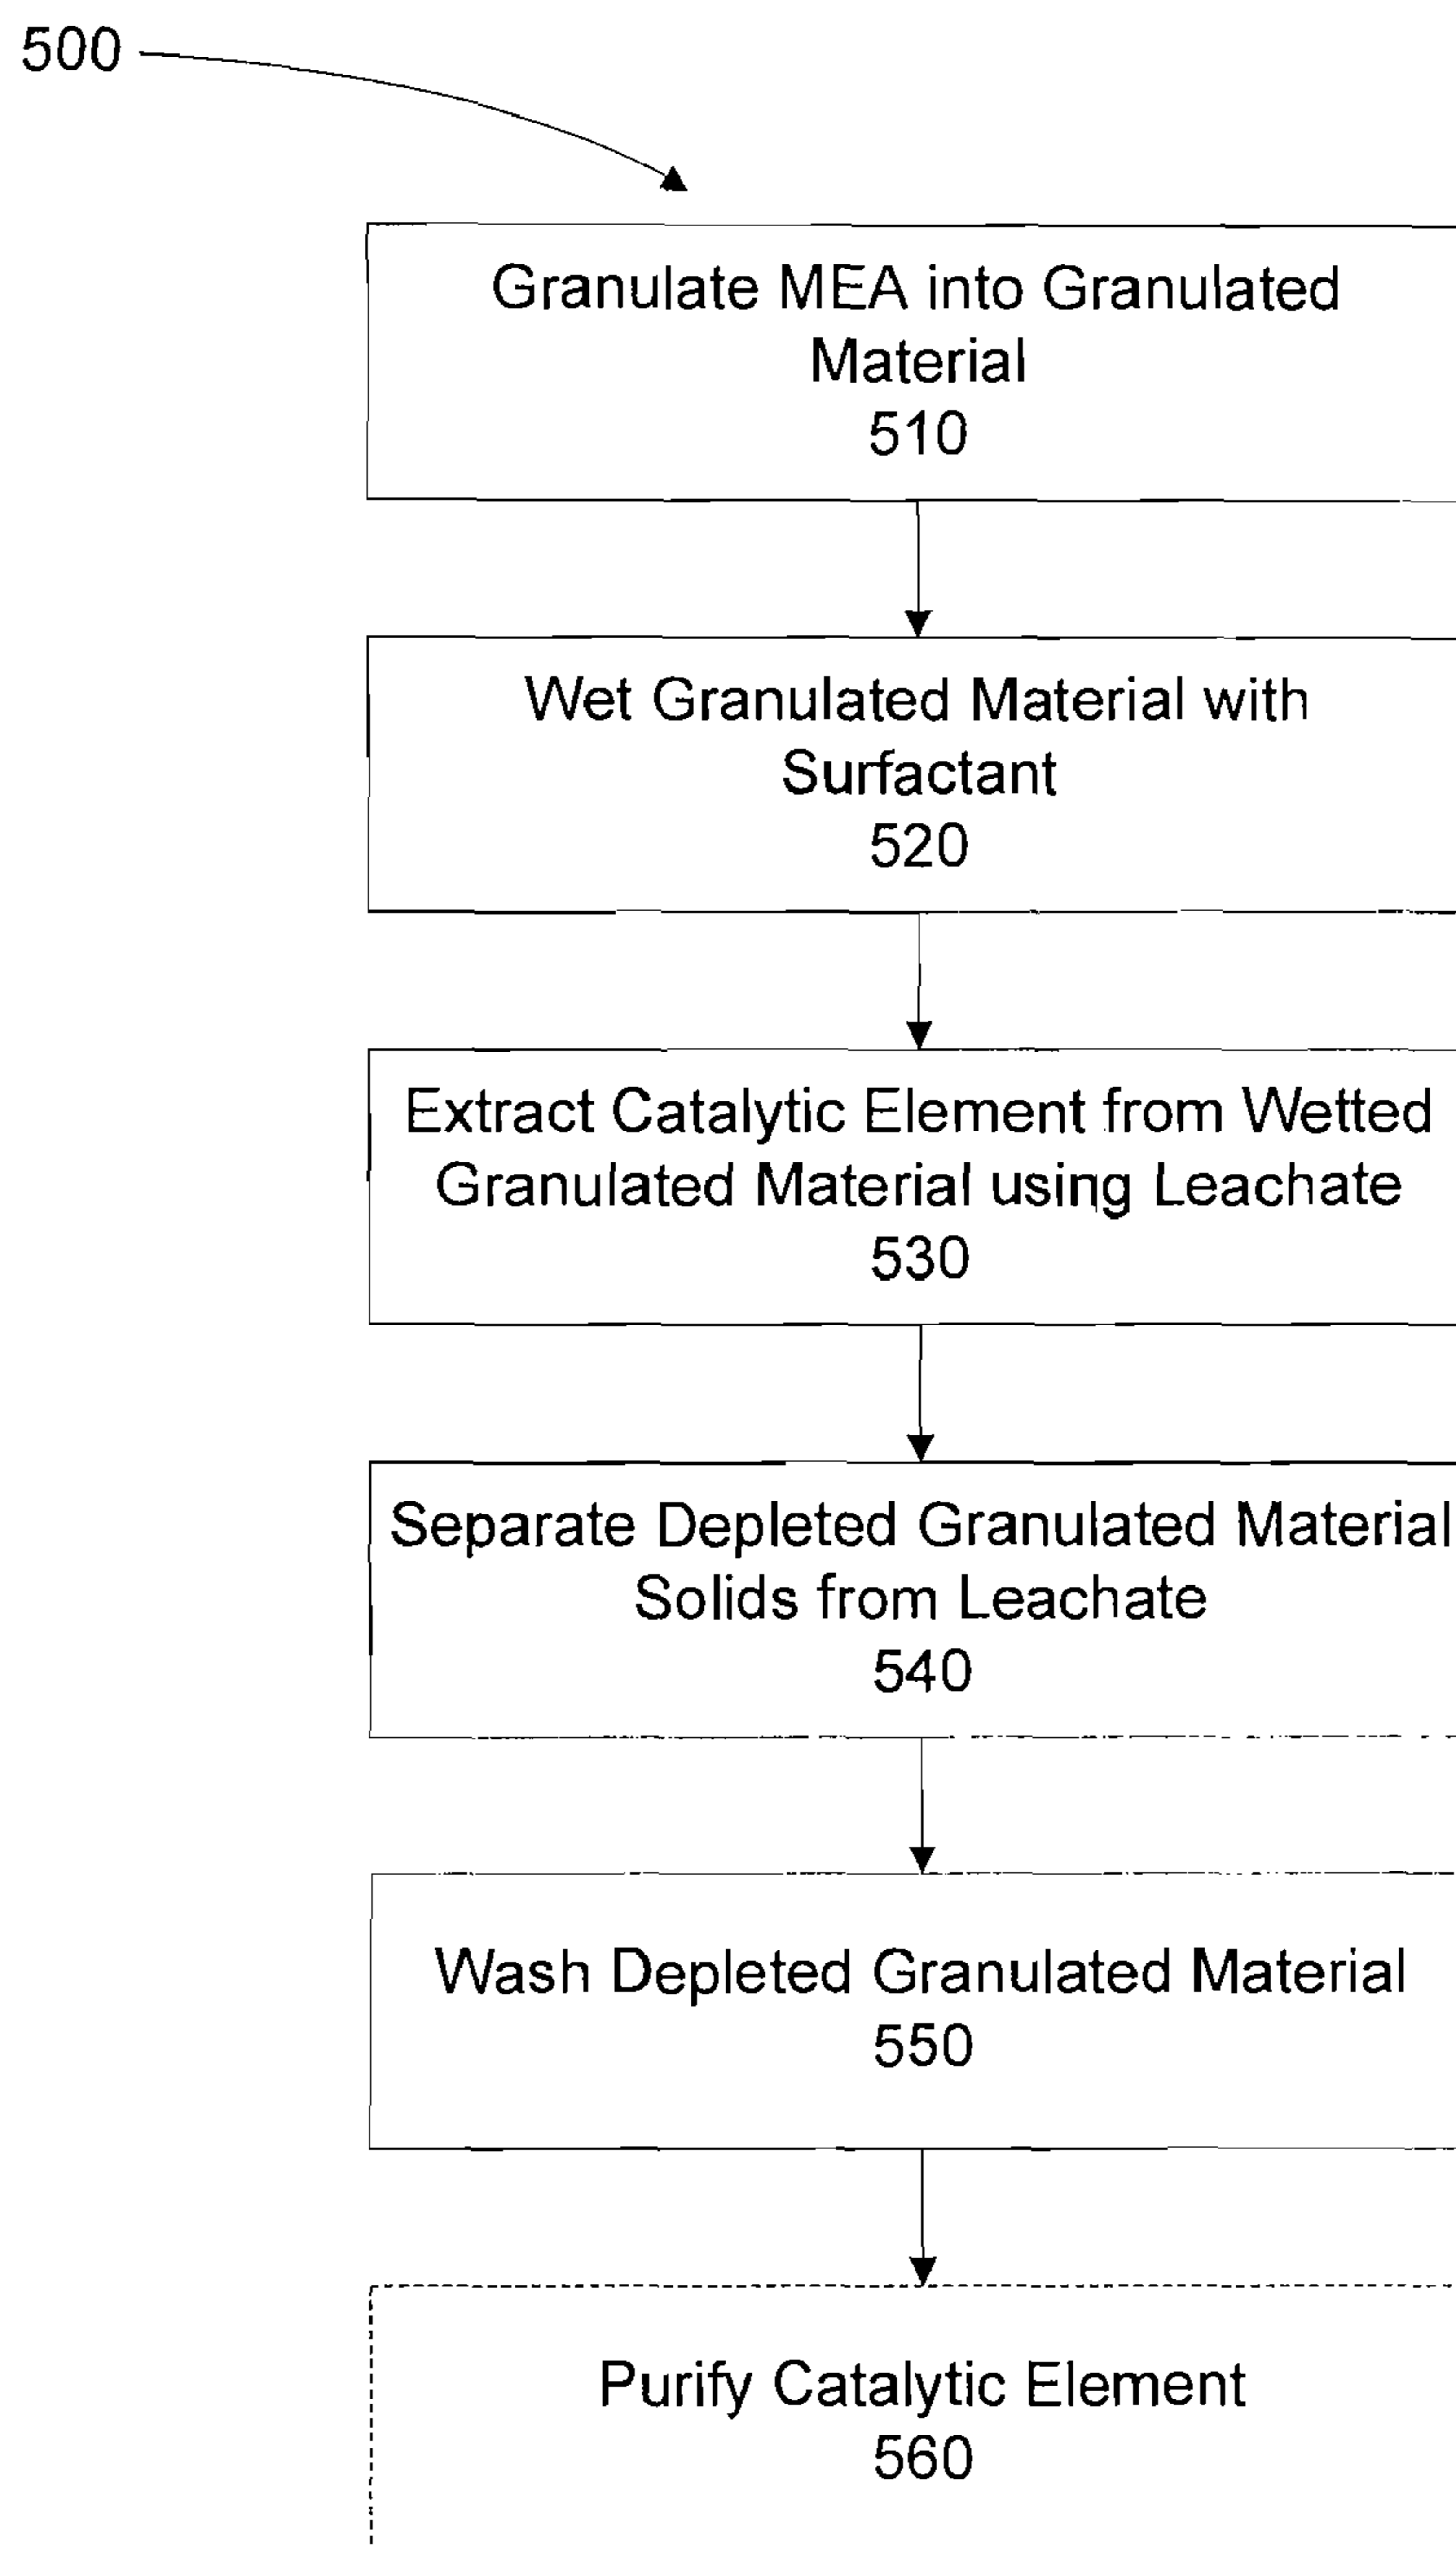 500
Granulate MEA into Granulated
Material
510
Wet Granulated Material with
Surfactant
520
Extract Catalytic Element from Wetted
Granulated Material using Leachate
530
Separate Depleted Granulated Material
Solids from Leachate
540
Wash Depleted Granulated Material
550
Purify Catalytic Element
560